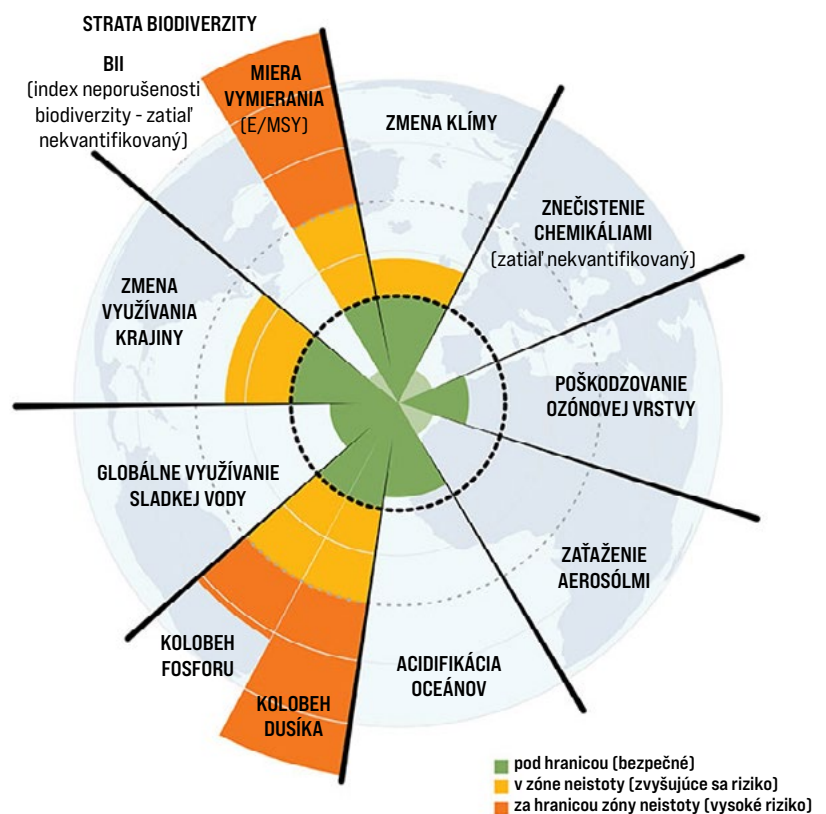 STRATA BIODIVERZITY
BII
(index neporušenosti
biodiverzity - zatiaľ
nekvantifikovaný)
MIERA
VYMIERANIA
(E/MSY)
ZMENA KLÍMY
ZNEČISTENIE
CHEMIKÁLIAMI
(zatiaľ nekvantifikovaný)
ZMENA
VYUŽÍVANIA
KRAJINY
POŠKODZOVANIE
OZÓNOVEJ VRSTVY
GLOBÁLNE VYUŽÍVANIE
SLADKEJ VODY
ZAŤAŽENIE
AEROSÓLMI
KOLOBEH
FOSFORU
KOLOBEH
DUSÍKA
ACIDIFIKÁCIA
OCEÁNOV
pod hranicou (bezpečné)
v zóne neistoty (zvyšujúce sa riziko)
za hranicou zóny neistoty (vysoké riziko)